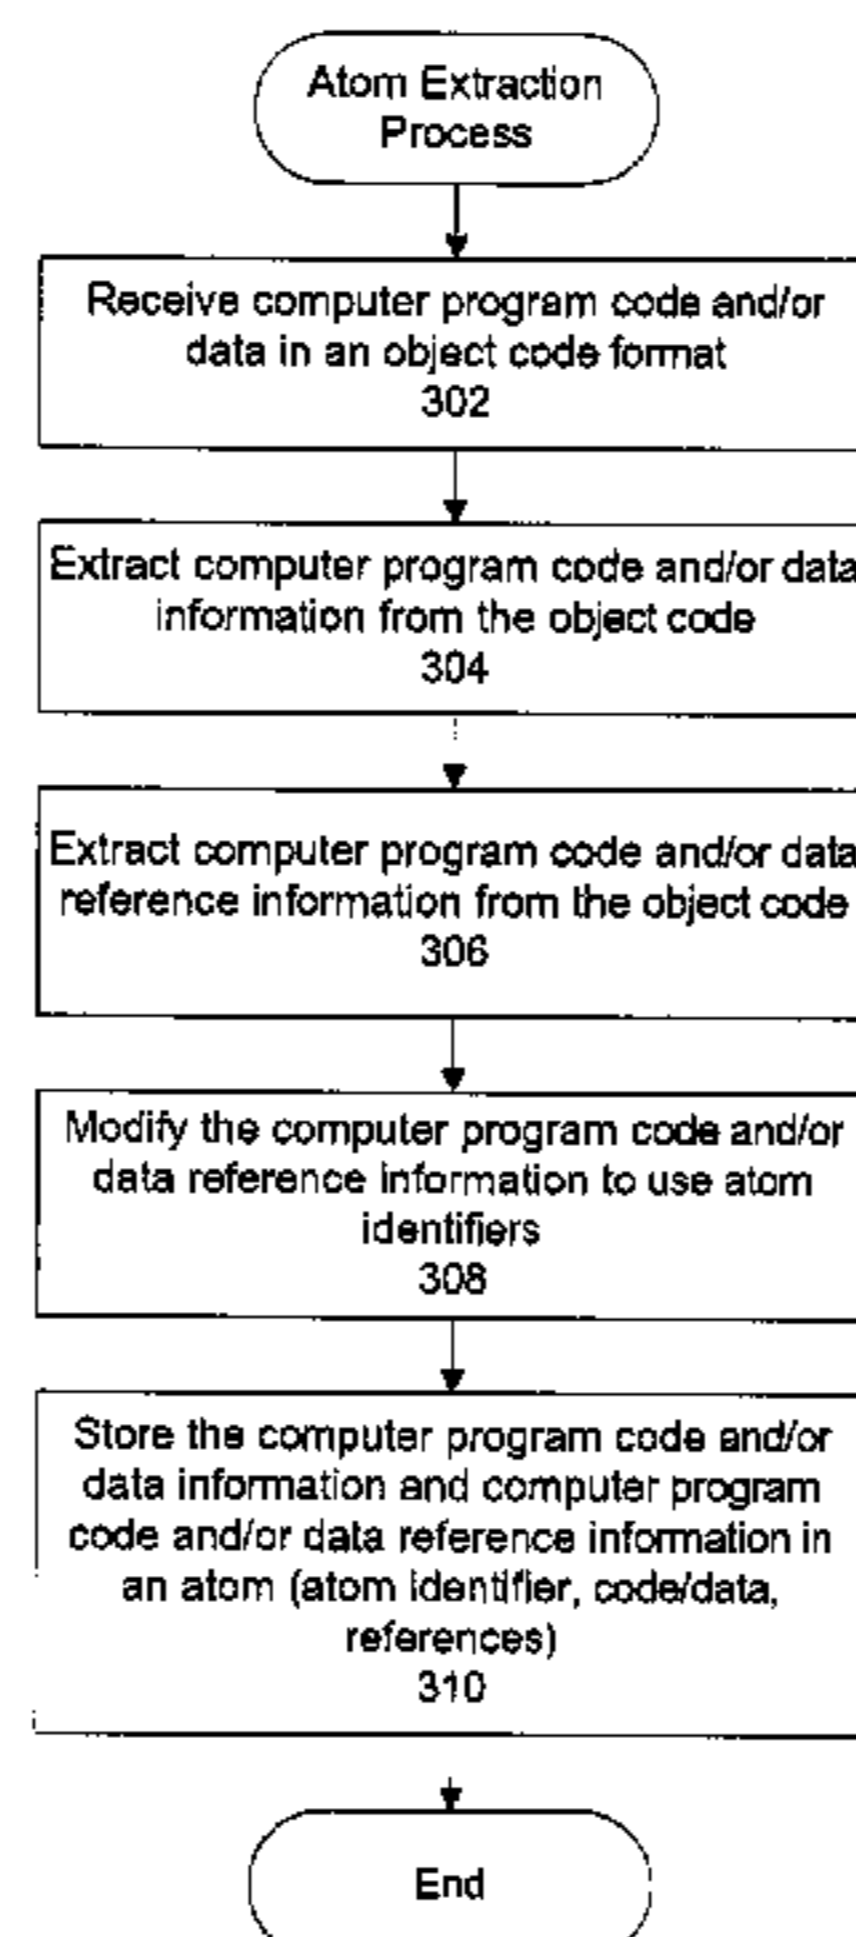 Atom Extraction
Process
Receive computer program code and/or
data in an object code format
302
Extract computer program code and/or data
information from the object code
304
Extract computer program code and/or data
reference information from the object code
306
Modify the computer program code and/or
data reference information to use atom
identifiers
308
Store the computer program code and/or
data information and computer program
code and/or data reference information in
an atom (atom identifier, code/data,
references)
310
End